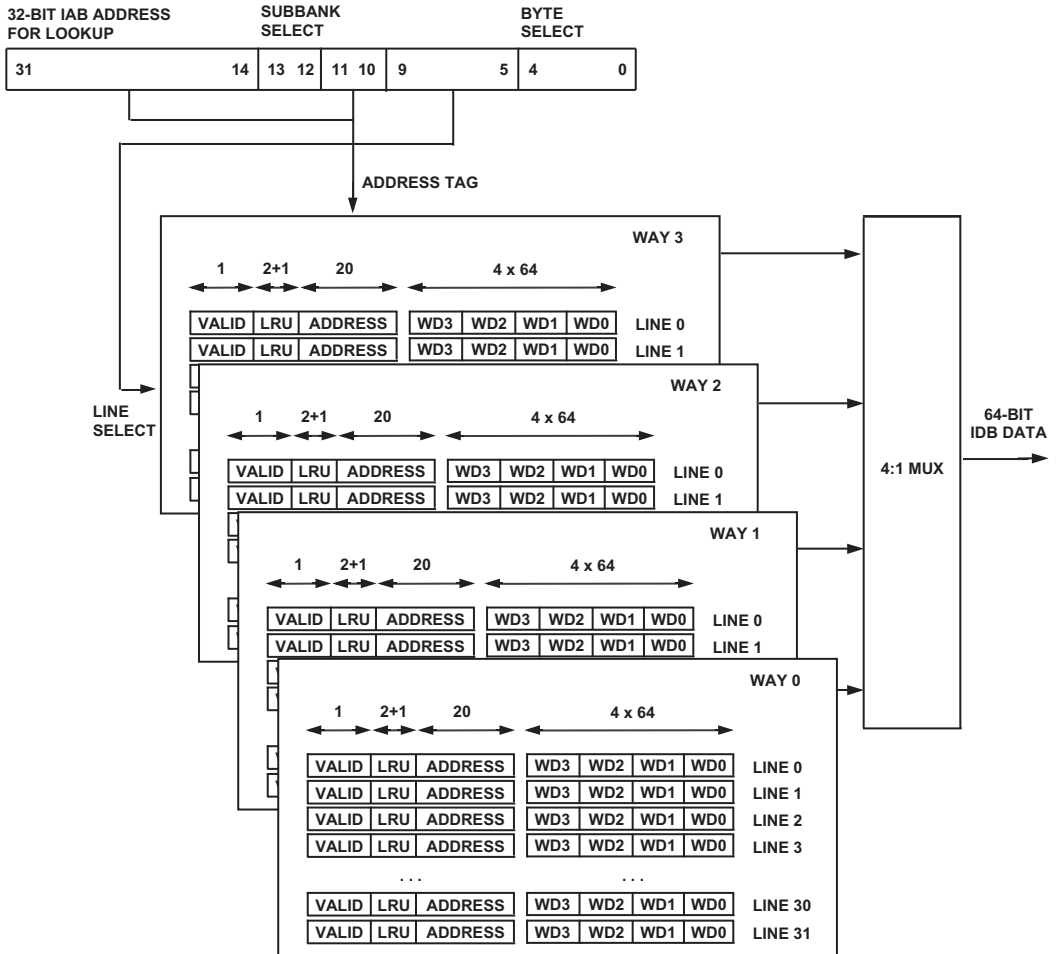 32-BIT IAB ADDRESS
FOR LOOKUP
SUBBANK
SELECT
BYTE
SELECT
31 14 13 12 11 10 9 5 4 0
ADDRESS TAG
WAY 3
1 2+1 20 4 x 64
VALID LRU ADDRESS WD3 WD2 WD1 WD0 LINE 0
VALID LRU ADDRESS WD3 WD2 WD1 WD0 LINE 1
LINE
SELECT
WAY 2
1 2+1 20 4 x 64
VALID LRU ADDRESS WD3 WD2 WD1 WD0 LINE 0
VALID LRU ADDRESS WD3 WD2 WD1 WD0 LINE 1
WAY 1
1 2+1 20 4 x 64
VALID LRU ADDRESS WD3 WD2 WD1 WD0 LINE 0
VALID LRU ADDRESS WD3 WD2 WD1 WD0 LINE 1
WAY 0
1 2+1 20 4 x 64
VALID LRU ADDRESS WD3 WD2 WD1 WD0 LINE 0
VALID LRU ADDRESS WD3 WD2 WD1 WD0 LINE 1
VALID LRU ADDRESS WD3 WD2 WD1 WD0 LINE 2
VALID LRU ADDRESS WD3 WD2 WD1 WD0 LINE 3
. . . . . .
VALID LRU ADDRESS WD3 WD2 WD1 WD0 LINE 30
VALID LRU ADDRESS WD3 WD2 WD1 WD0 LINE 31
4:1 MUX
64-BIT
IDB DATA